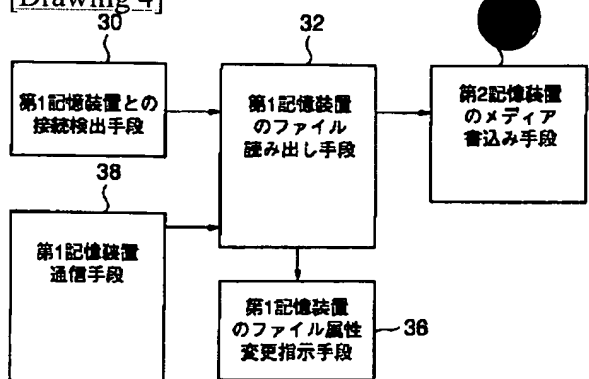 [Drawing 4]
30
32
第1記憶装置との
接続検出手段
第1記憶装置
のファイル
読み出し手段
第2記憶装置
のメディア
書込み手段
38
第1記憶装置
通信手段
第1記憶装置
のファイル属性
変更指示手段
36